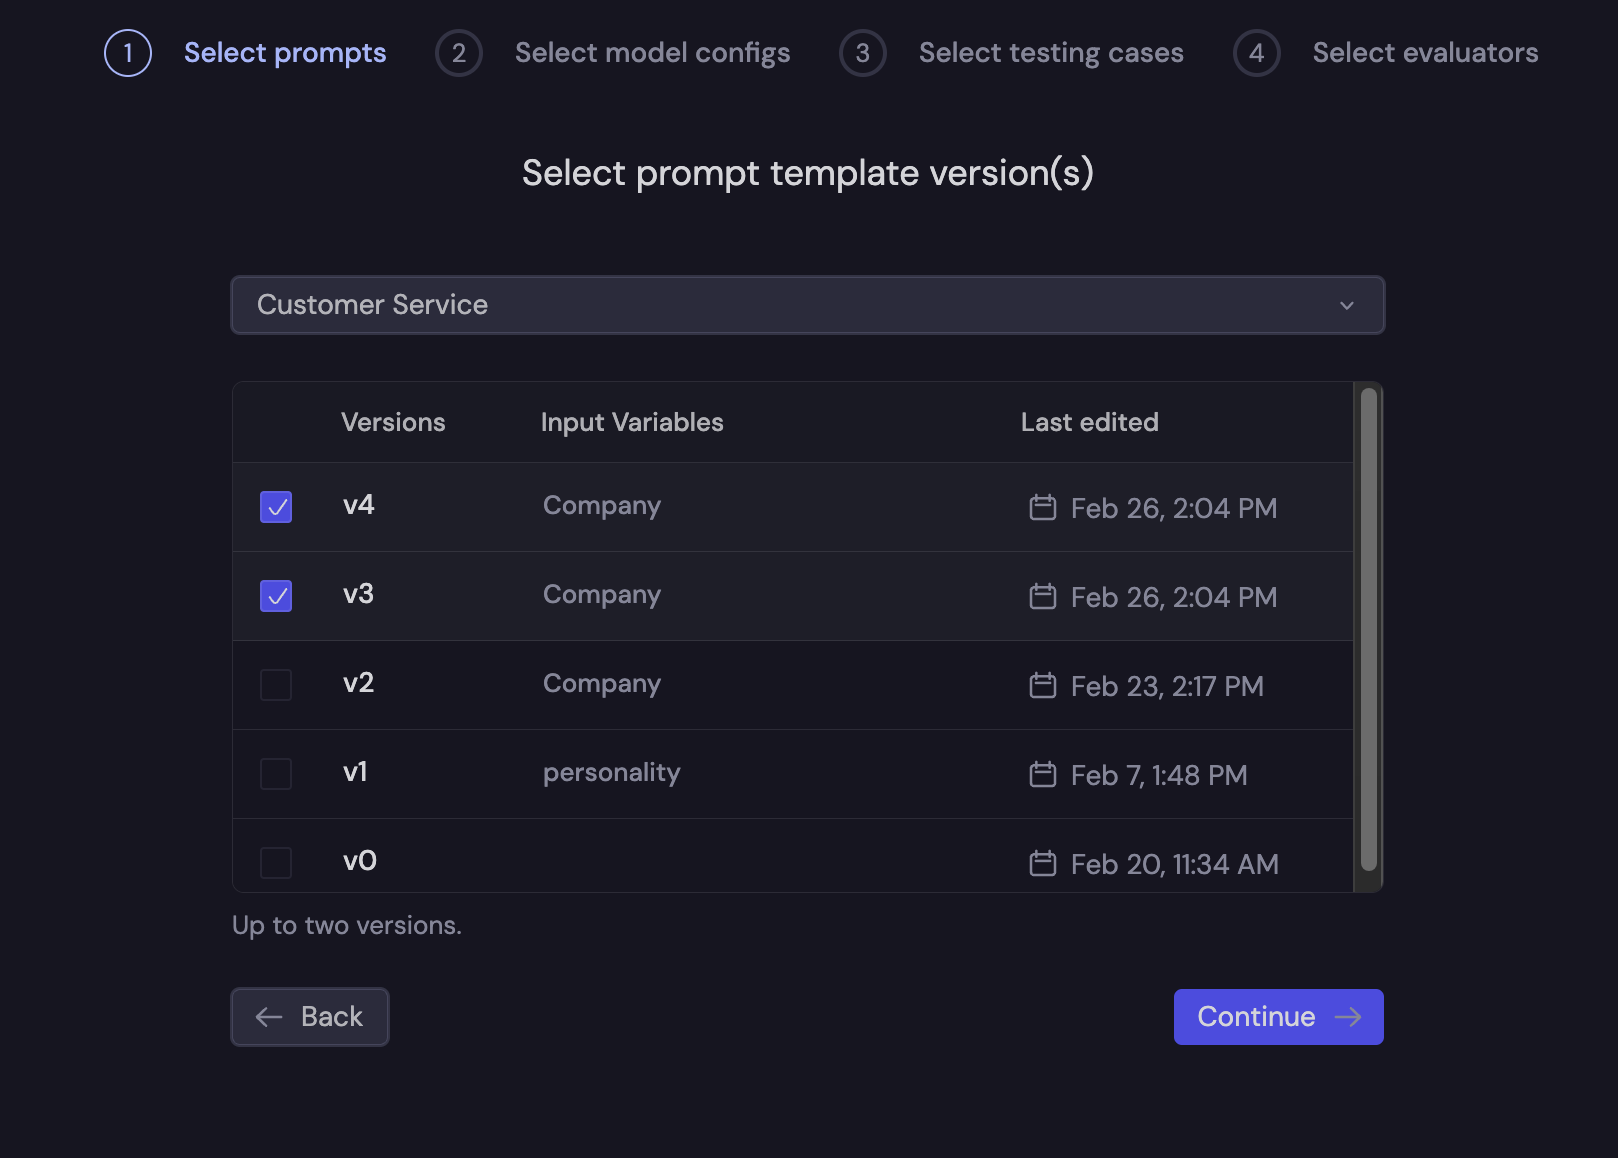 1 Select prompts 2 Select model configs 3 Select testing cases 4 Select evaluators
Select prompt template version(s)
Customer Service
Versions Input Variables Last edited
v4 Company Feb 26, 2:04 PM
v3 Company Feb 26, 2:04 PM
v2 Company Feb 23, 2:17 PM
v1 personality Feb 7, 1:48 PM
v0 Feb 20, 11:34 AM
Up to two versions.
Back Continue